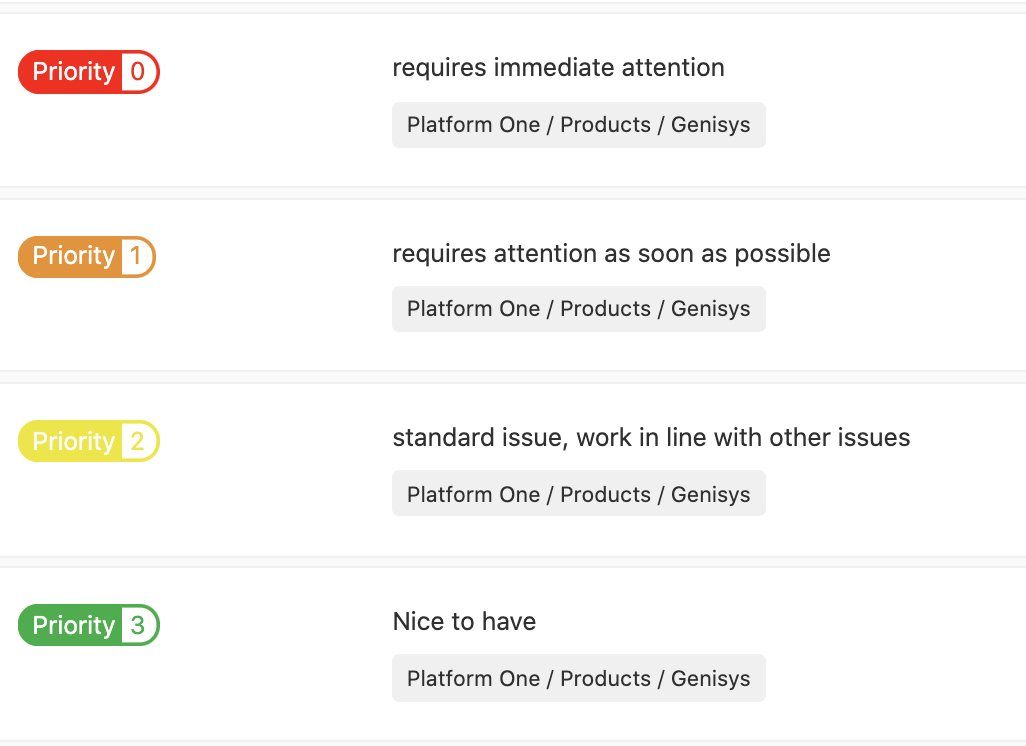 Priority 0
requires immediate attention
Platform One / Products / Genisys
Priority 1
requires attention as soon as possible
Platform One / Products / Genisys
Priority 2
standard issue, work in line with other issues
Platform One / Products / Genisys
Priority 3
Nice to have
Platform One / Products / Genisys